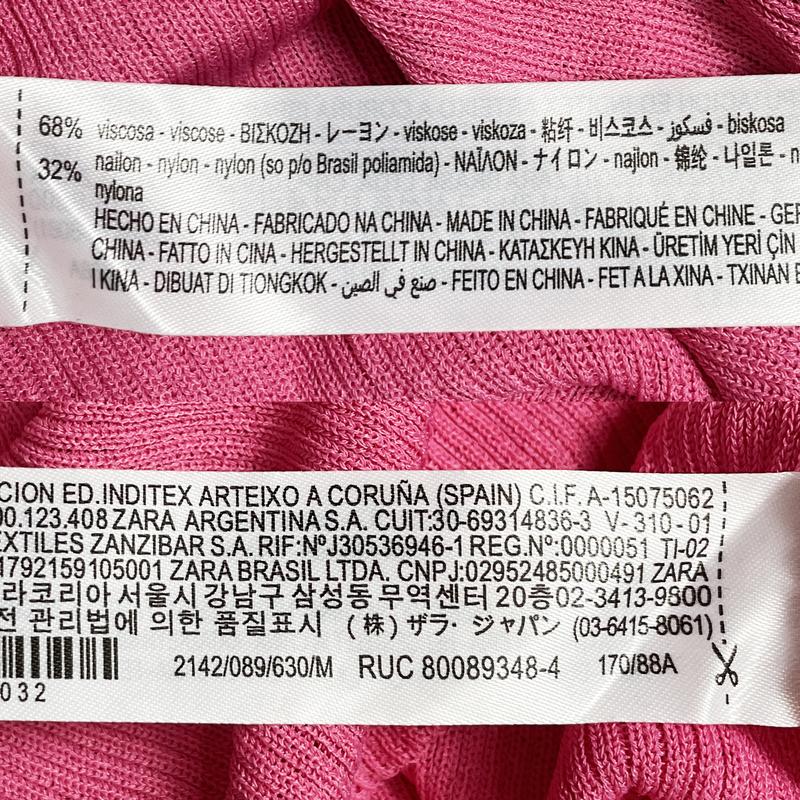 68% viscosa - viscose - ΒΙΣΚΟΖΗ - レーヨン - viskose - viskoza - 粘纤 - 비스코스 - فسكوز - biskosa
32% nailon - nylon - nylon (so p/o Brasil poliamida) - ΝΑΪΛΟΝ - ナイロン - najlon - 锦纶 - 나일론 - n
nylona
HECHO EN CHINA - FABRICADO NA CHINA - MADE IN CHINA - FABRIQUÉ EN CHINE - GEF
CHINA - FATTO IN CINA - HERGESTELLT IN CHINA - ΚΑΤΑΣΚΕΥΗ ΚΙΝΑ - ÜRETİM YERİ ÇİN
I KINA - DIBUAT DI TIONGKOK - صنع في الصين - FEITO EN CHINA - FET A LA XINA - TXINAN E
CION ED.INDITEX ARTEIXO A CORUÑA (SPAIN) C.I.F. A-15075062
00.123.408 ZARA ARGENTINA S.A. CUIT:30-69314836-3 V-310-01
EXTILES ZANZIBAR S.A. RIF:NºJ30536946-1 REG.Nº:0000051 TI-02
1792159105001 ZARA BRASIL LTDA. CNPJ:02952485000491 ZARA
라코리아 서울시 강남구 삼성동 무역센터 20층02-3413-9800
전 관리법에 의한 품질표시 (株) ザラ・ジャパン (03-6415-8061)
2142/089/630/M RUC 80089348-4 170/88A
032